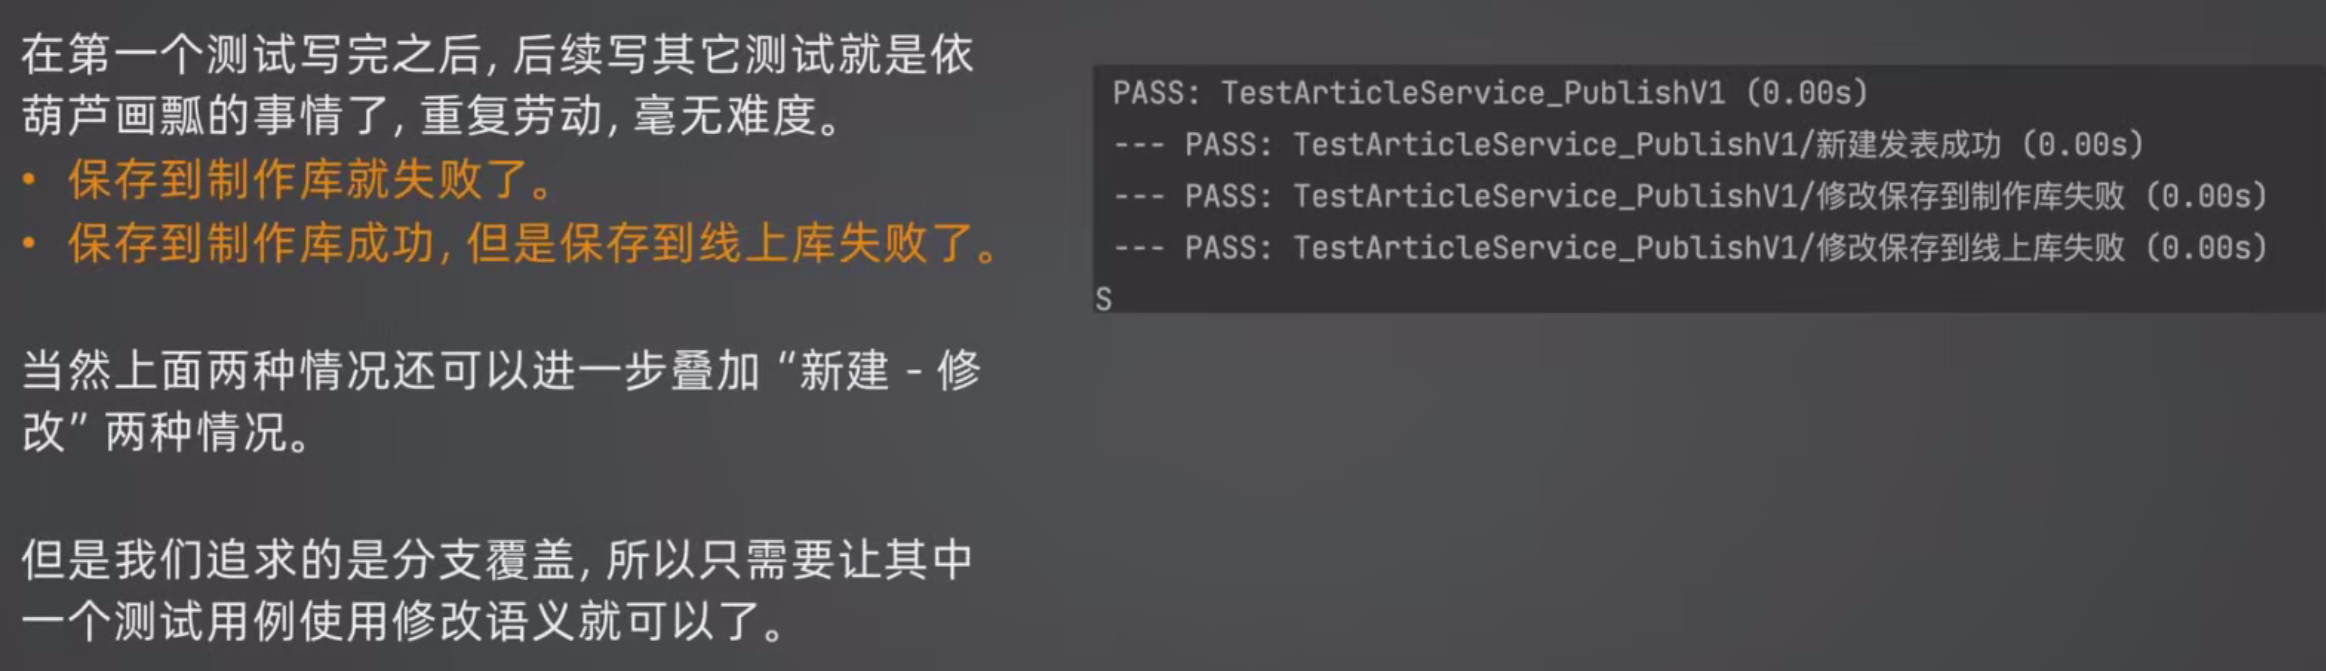 在第一个测试写完之后, 后续写其它测试就是依
葫芦画瓢的事情了, 重复劳动, 毫无难度。
• 保存到制作库就失败了。
• 保存到制作库成功, 但是保存到线上库失败了。
当然上面两种情况还可以进一步叠加 “新建 - 修
改” 两种情况。
但是我们追求的是分支覆盖, 所以只需要让其中
一个测试用例使用修改语义就可以了。
PASS: TestArticleService_PublishV1 (0.00s)
--- PASS: TestArticleService_PublishV1/新建发表成功 (0.00s)
--- PASS: TestArticleService_PublishV1/修改保存到制作库失败 (0.00s)
--- PASS: TestArticleService_PublishV1/修改保存到线上库失败 (0.00s)
S